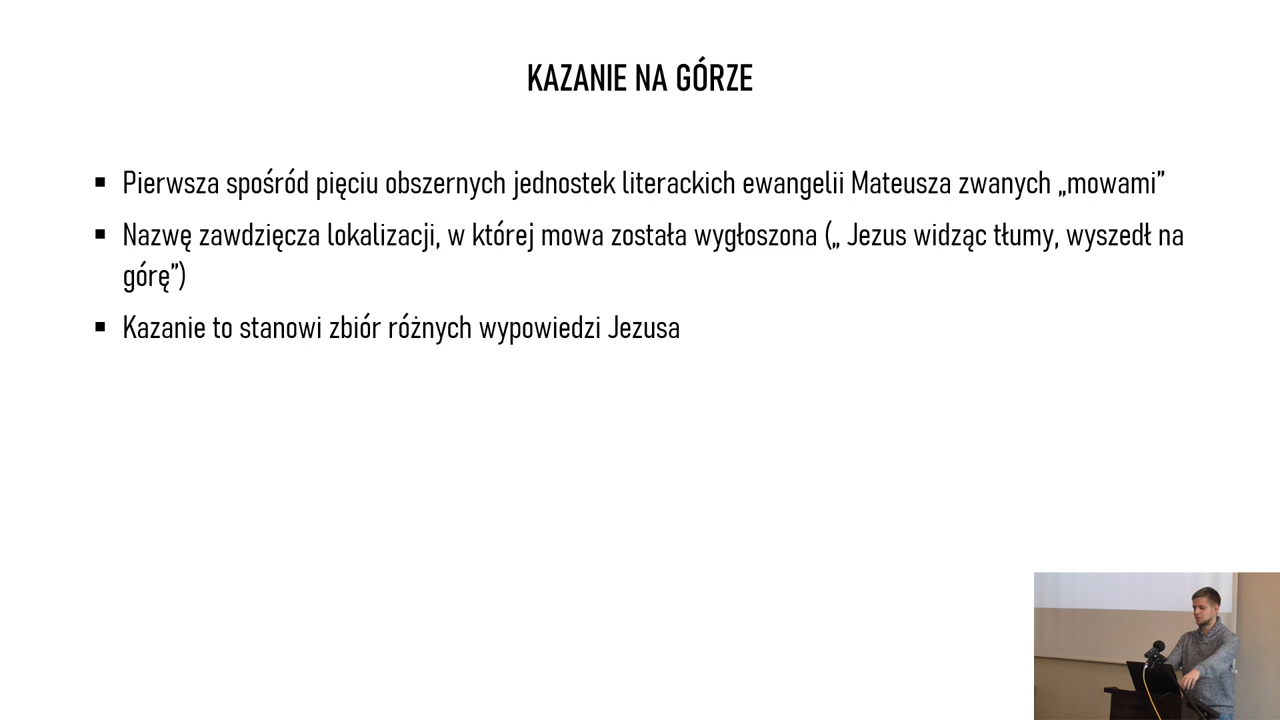 KAZANIE NA GÓRZE
▪ Pierwsza spośród pięciu obszernych jednostek literackich ewangelii Mateusza zwanych „mowami”
▪ Nazwę zawdzięcza lokalizacji, w której mowa została wygłoszona („ Jezus widząc tłumy, wyszedł na
górę”)
▪ Kazanie to stanowi zbiór różnych wypowiedzi Jezusa